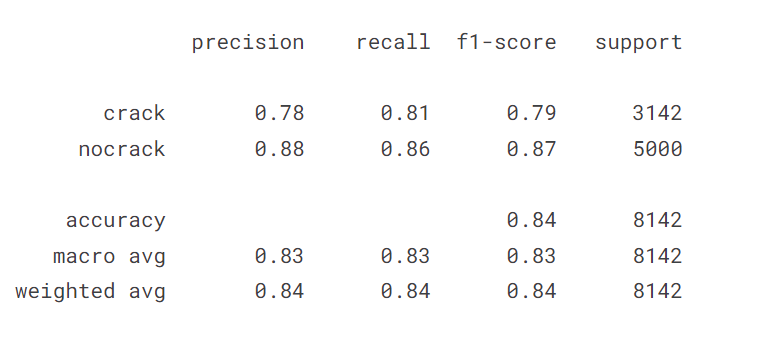 precision recall f1-score support
crack 0.78 0.81 0.79 3142
nocrack 0.88 0.86 0.87 5000
accuracy 0.84 8142
macro avg 0.83 0.83 0.83 8142
weighted avg 0.84 0.84 0.84 8142